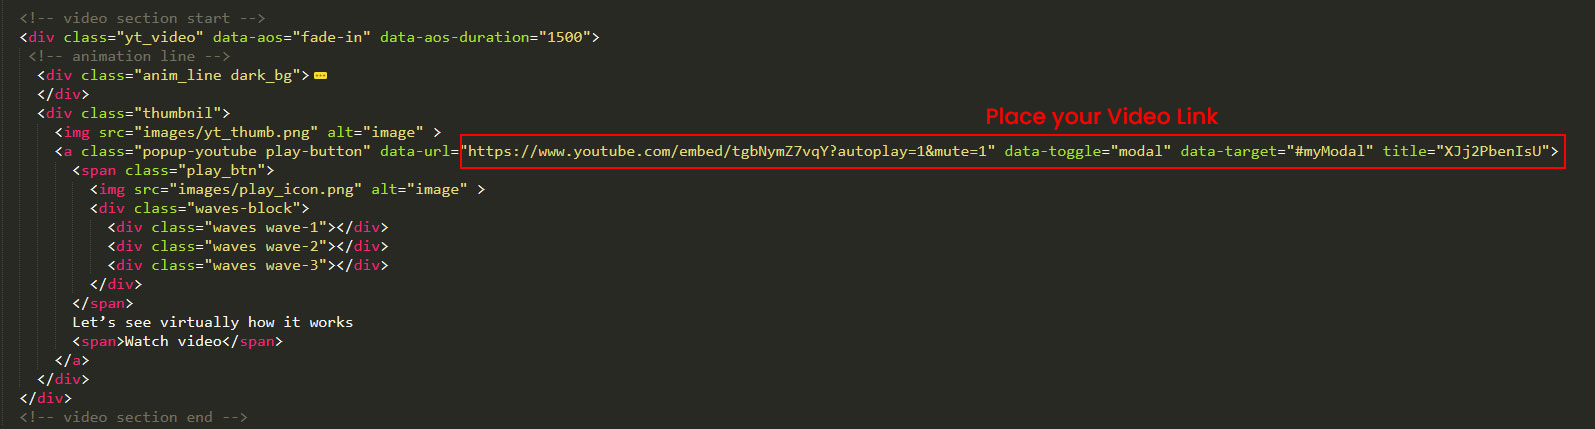 <!-- video section start -->
<div class="yt_video" data-aos="fade-in" data-aos-duration="1500">
<!-- animation line -->
<div class="anim_line dark_bg">
</div>
<div class="thumbnil">
Place your Video Link
<img src="images/yt_thumb.png" alt="image" >
<a class="popup-youtube play-button" data-url="https://www.youtube.com/embed/tgbNymZ7vqY?autoplay=1&mute=1" data-toggle="modal" data-target="#myModal" title="XJj2PbenIsU">
<span class="play_btn">
<img src="images/play_icon.png" alt="image" >
<div class="waves-block">
<div class="waves wave-1"></div>
<div class="waves wave-2"></div>
<div class="waves wave-3"></div>
</div>
</span>
Let’s see virtually how it works
<span>Watch video</span>
</a>
</div>
</div>
<!-- video section end -->